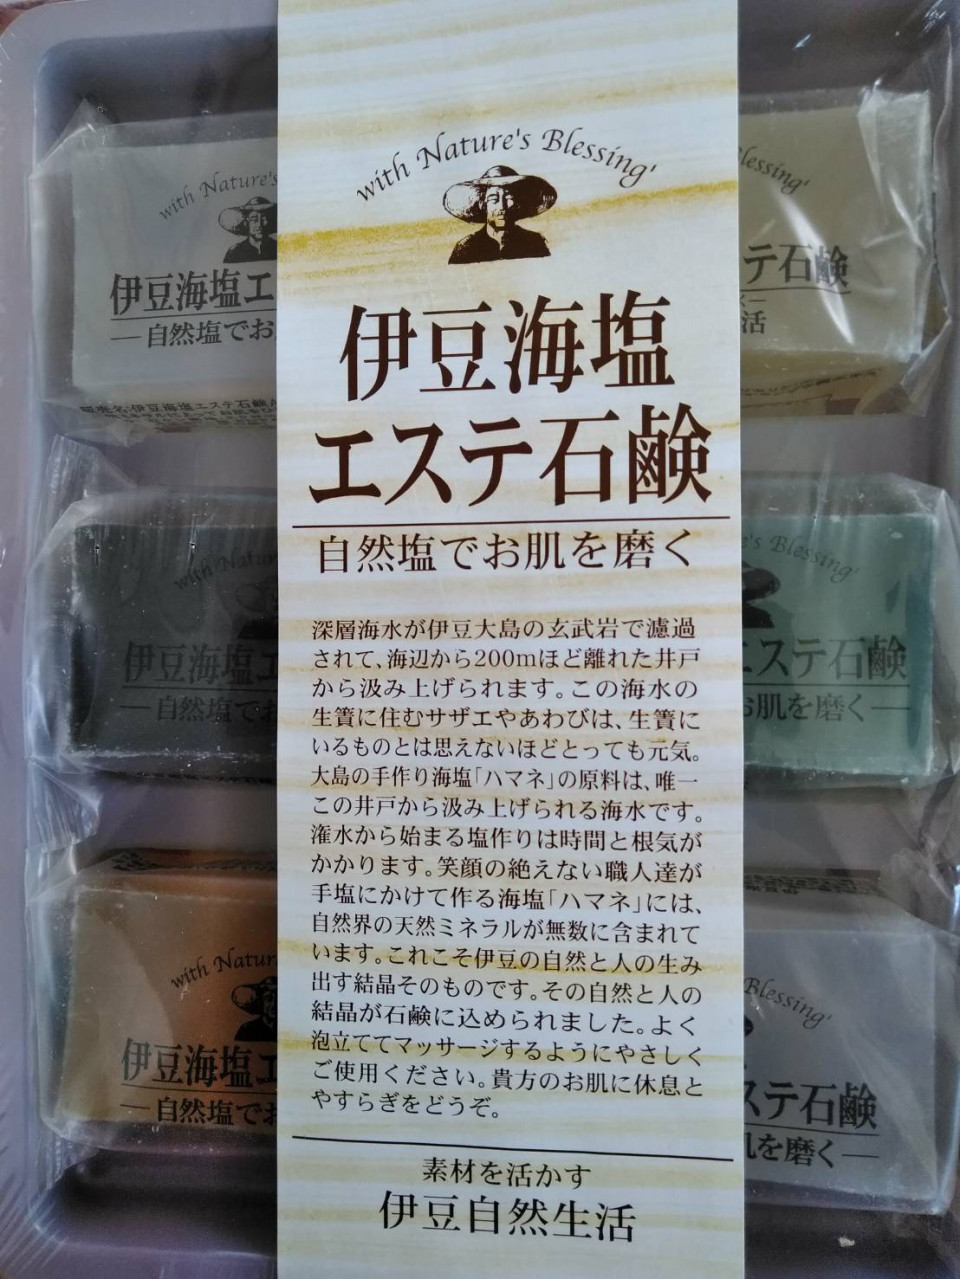 with Nature's Blessing'
伊豆海塩
エステ石鹸
自然塩でお肌を磨く
深層海水が伊豆大島の玄武岩で濾過
されて、海辺から200mほど離れた井戸
から汲み上げられます。この海水の
生簀に住むサザエやあわびは、生簀に
いるものとは思えないほどとっても元気。
大島の手作り海塩「ハマネ」の原料は、唯一
この井戸から汲み上げられる海水です。
潅水から始まる塩作りは時間と根気が
かかります。笑顔の絶えない職人達が
手塩にかけて作る海塩「ハマネ」には、
自然界の天然ミネラルが無数に含まれて
います。これこそ伊豆の自然と人の生み
出す結晶そのものです。その自然と人の
結晶が石鹸に込められました。よく
泡立ててマッサージするようにやさしく
ご使用ください。貴方のお肌に休息と
やすらぎをどうぞ。
素材を活かす
伊豆自然生活
with Nature's
伊豆海塩エ
―自然塩でお
販売名:伊豆海塩エステ石鹸
Blessing'
テ石鹸
活
with Natur
伊豆海塩エ
―自然塩でお
's Blessing'
エステ石鹸
お肌を磨く―
with Natur
伊豆海塩エ
―自然塩でお
Blessing'
ステ石鹸
肌を磨く―